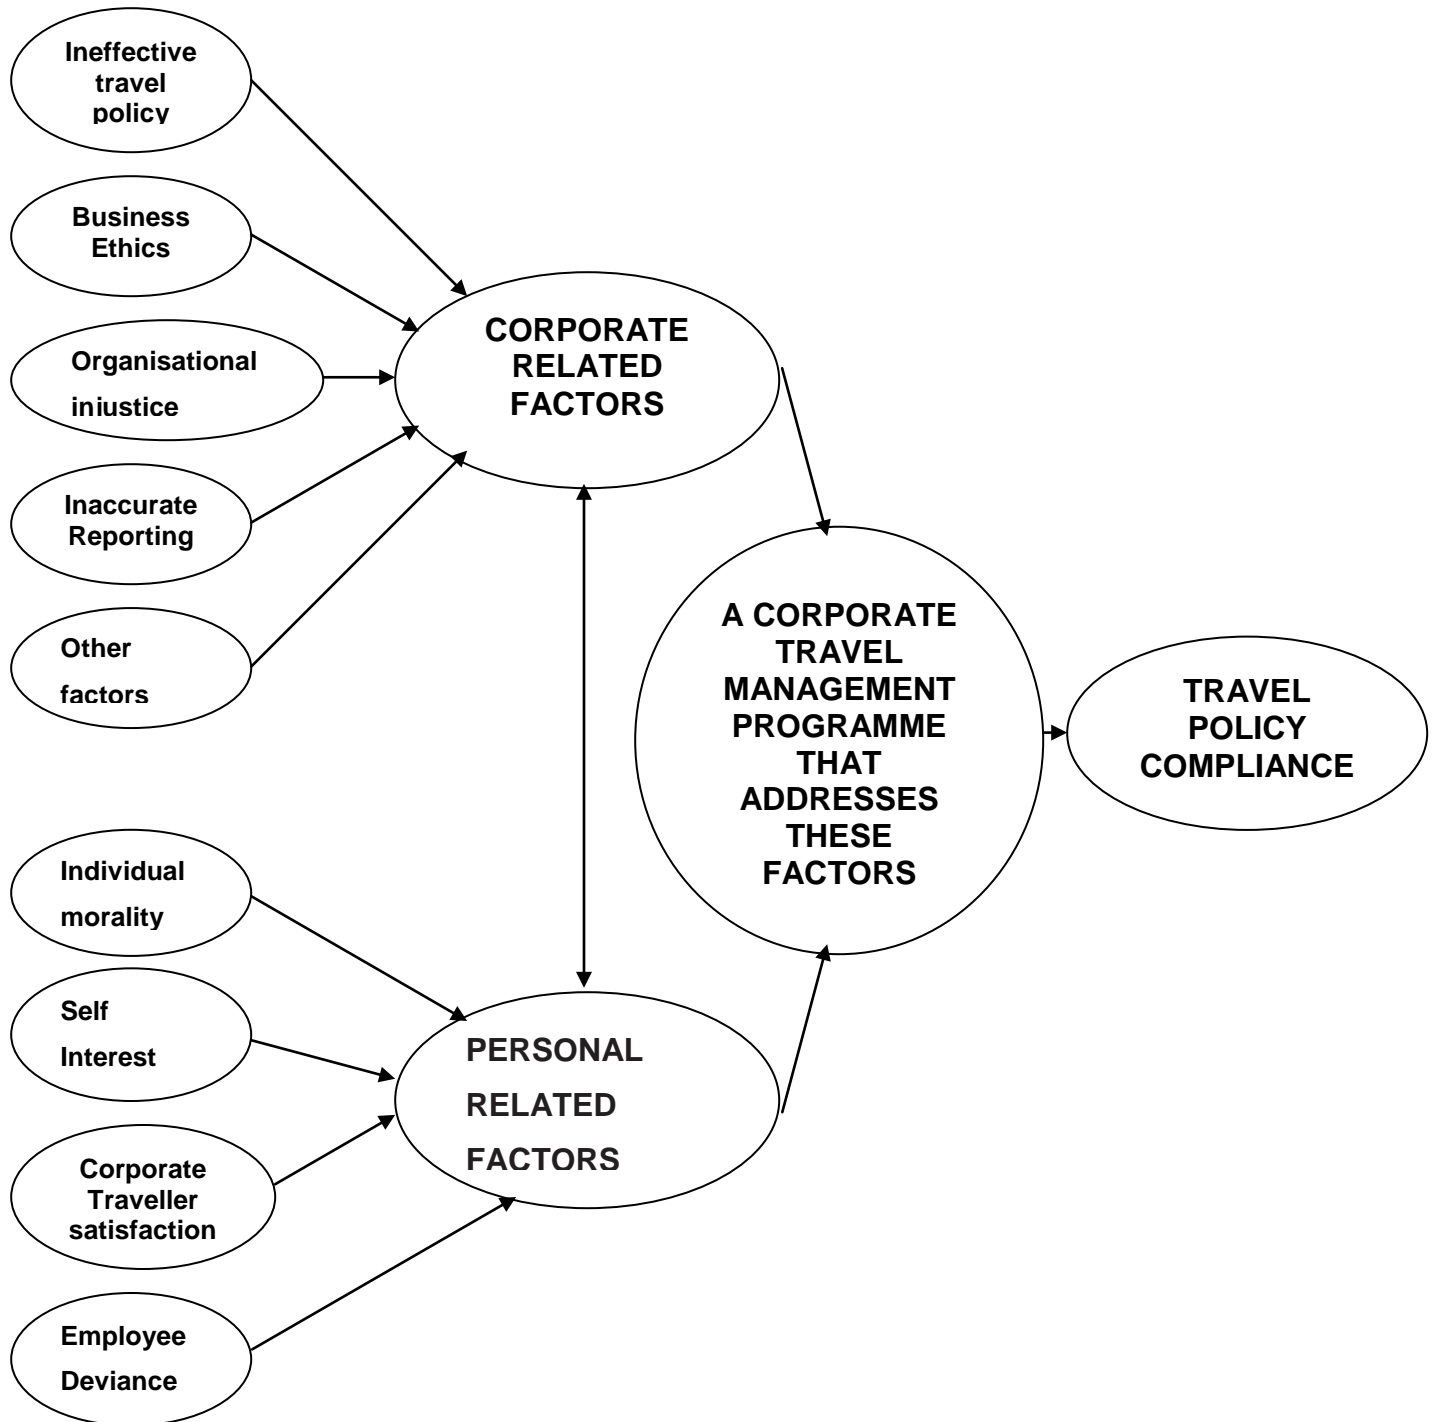 Ineffective
travel
policy
Business
Ethics
Organisational
injustice
Inaccurate
Reporting
Other
factors
CORPORATE
RELATED
FACTORS
A CORPORATE
TRAVEL
MANAGEMENT
PROGRAMME
THAT
ADDRESSES
THESE
FACTORS
TRAVEL
POLICY
COMPLIANCE
Individual
morality
Self
Interest
Corporate
Traveller
satisfaction
Employee
Deviance
PERSONAL
RELATED
FACTORS